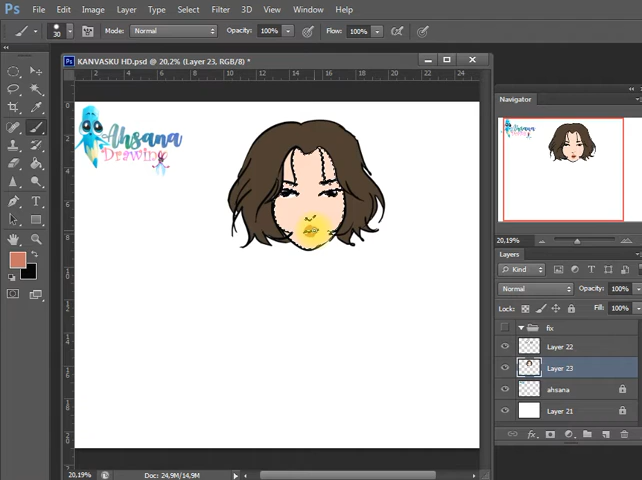 Ps File Edit Image Layer Type Select Filter 3D View Window Help
30 Mode: Normal Opacity: 100% Flow: 100%
Ps KANVASKU HD.psd @ 20,2% (Layer 23, RGB/8) *
Ahsana
Drawing
20,19% Doc: 24,9M/14,9M
Navigator
20,19%
Layers
Kind
Normal Opacity: 100%
Lock: Fill: 100%
fix
Layer 22
Layer 23
ahsana
Layer 21